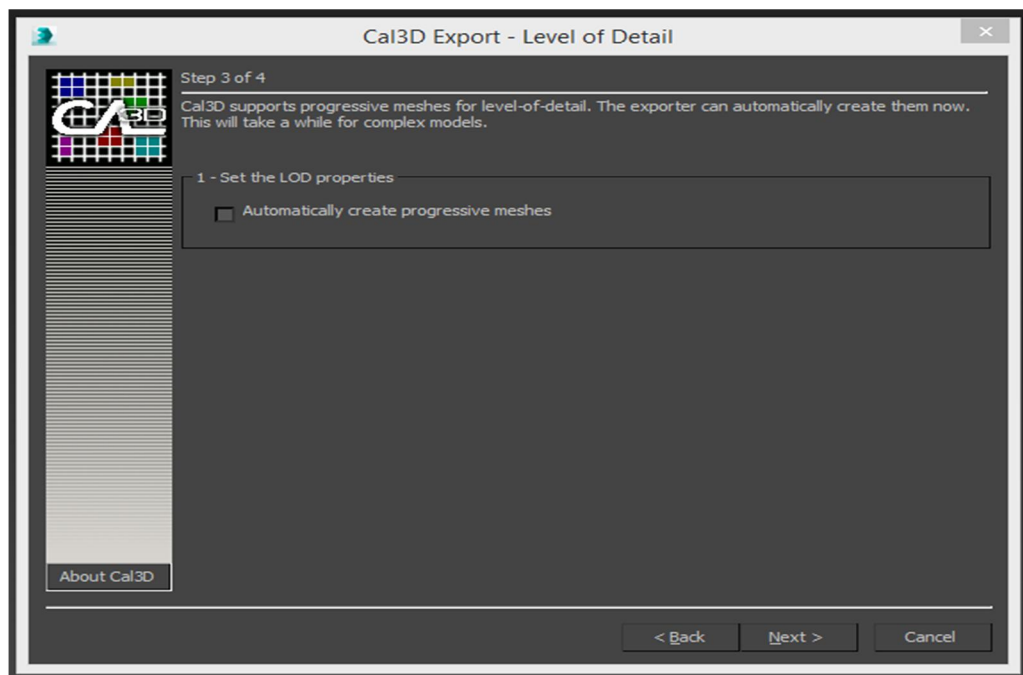 Cal3D Export - Level of Detail
CA3D
Step 3 of 4
Cal3D supports progressive meshes for level-of-detail. The exporter can automatically create them now.
This will take a while for complex models.
1 - Set the LOD properties
Automatically create progressive meshes
About Cal3D
< Back
Next >
Cancel